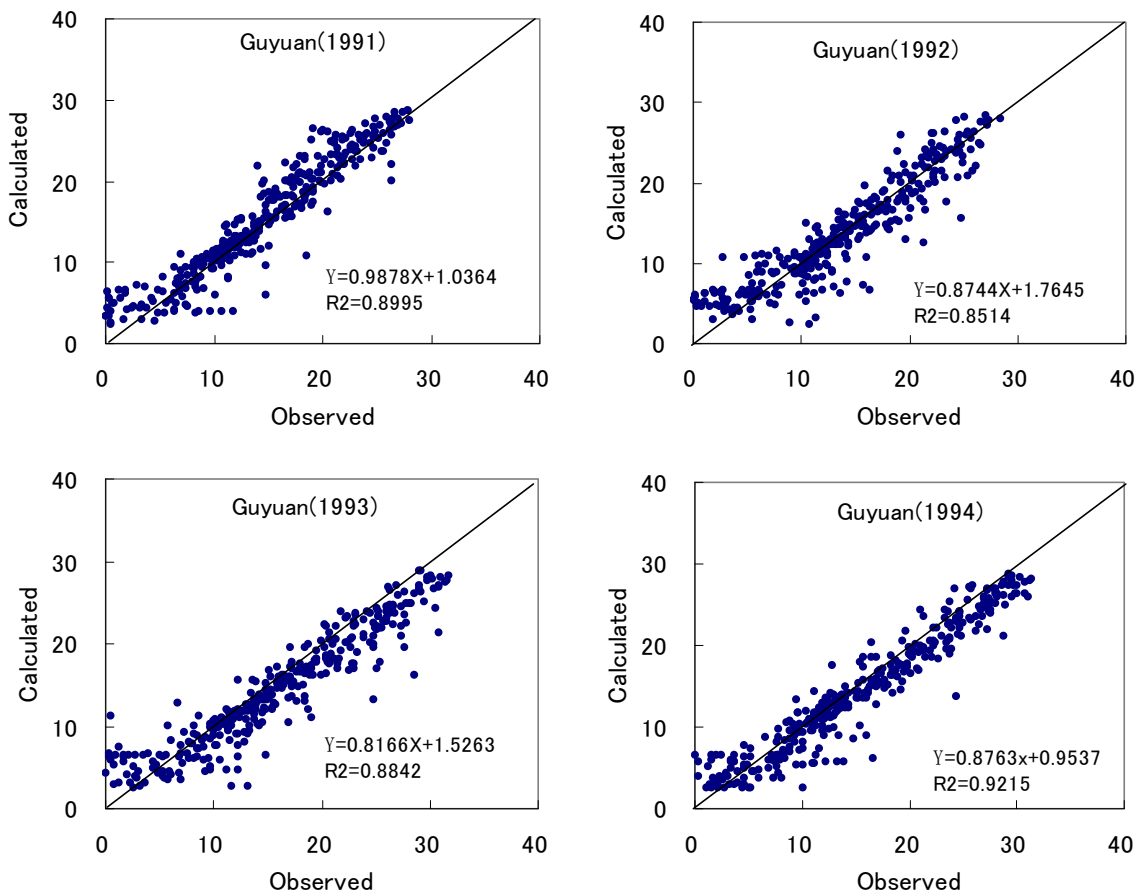 Guyuan(1991)
40
30
20
10
0
Calculated
Y=0.9878X+1.0364
R2=0.8995
0 10 20 30 40
Observed
Guyuan(1992)
40
30
20
10
0
Calculated
Y=0.8744X+1.7645
R2=0.8514
0 10 20 30 40
Observed
Guyuan(1993)
40
30
20
10
0
Calculated
Y=0.8166X+1.5263
R2=0.8842
0 10 20 30 40
Observed
Guyuan(1994)
40
30
20
10
0
Calculated
Y=0.8763x+0.9537
R2=0.9215
0 10 20 30 40
Observed